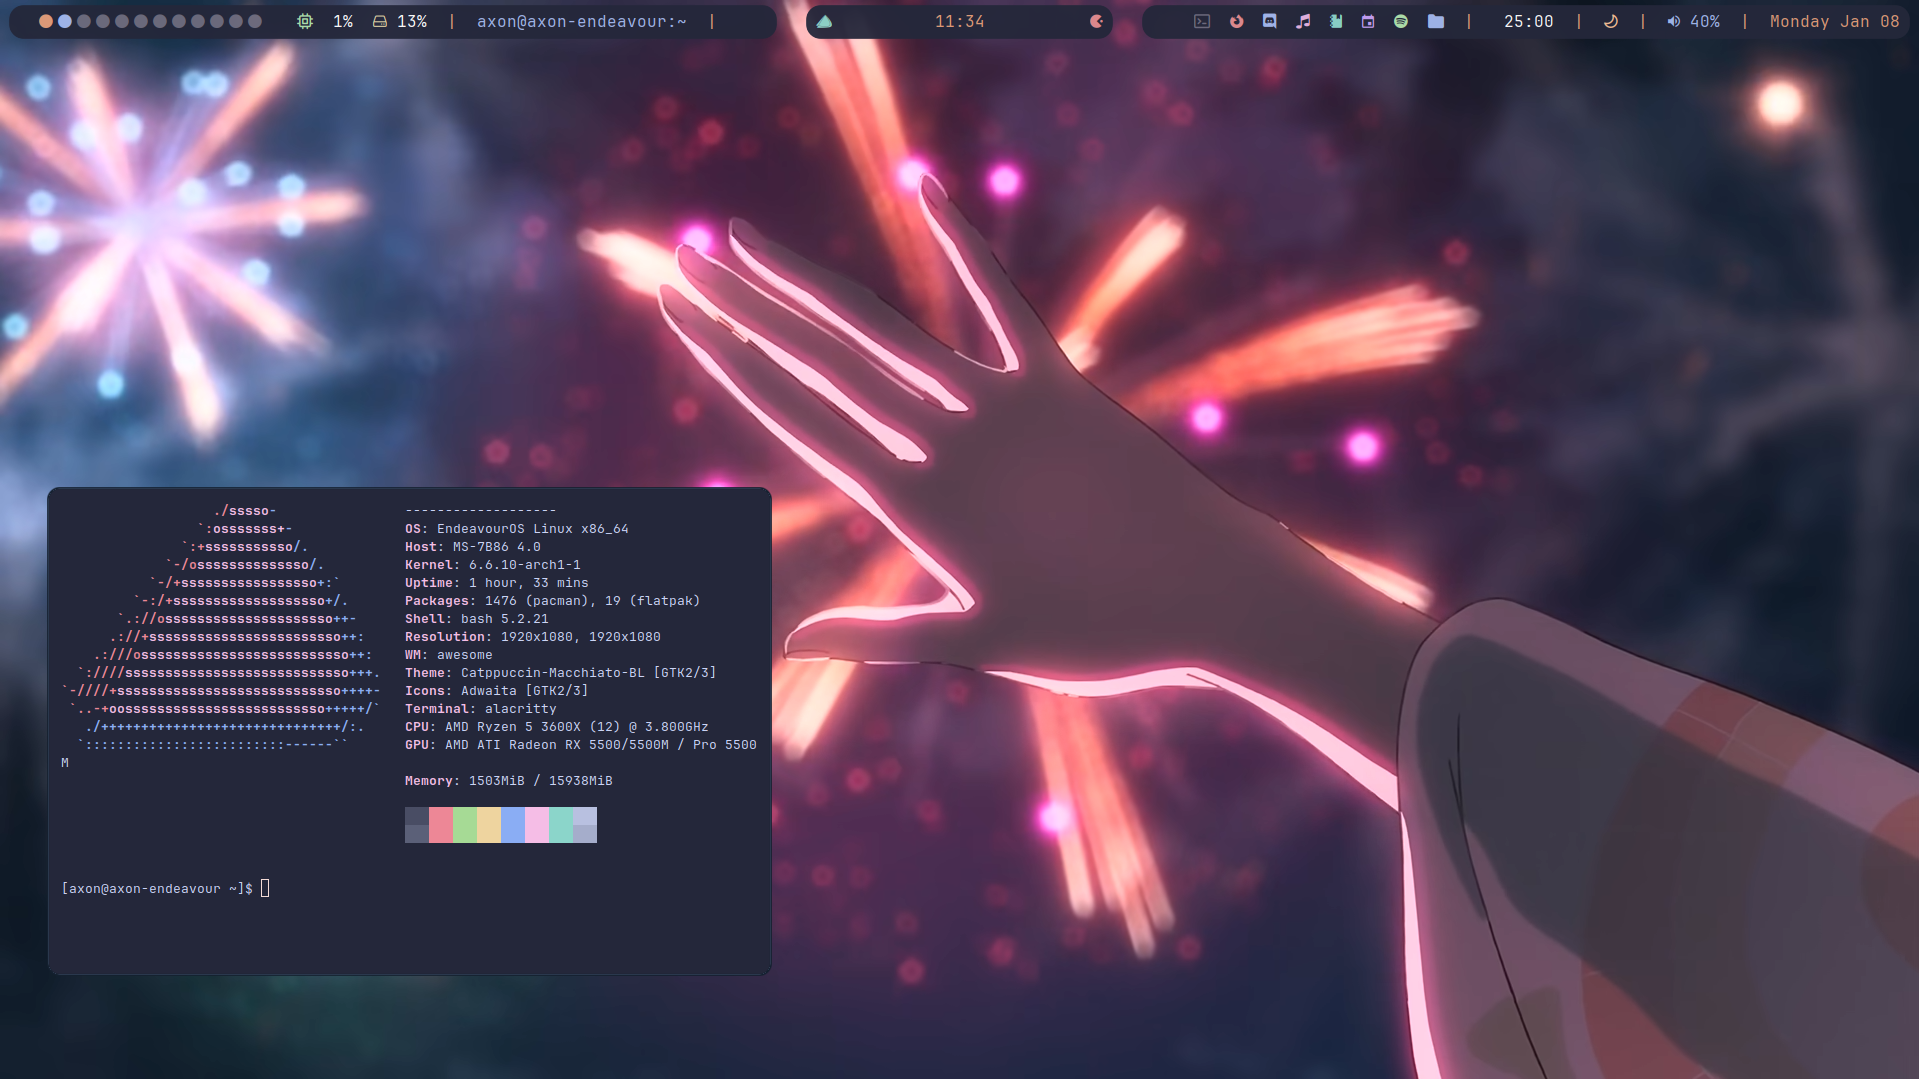 1% 13% | axon@axon-endeavour:~ |
11:34
| 25:00 | | 40% | Monday Jan 08
./sssso- -------------------
`:osssssss+- OS: EndeavourOS Linux x86_64
`:+sssssssssso/. Host: MS-7B86 4.0
`-/ossssssssssssso/. Kernel: 6.6.10-arch1-1
`-/+sssssssssssssssso+:` Uptime: 1 hour, 33 mins
`-:/+sssssssssssssssssso+/. Packages: 1476 (pacman), 19 (flatpak)
`.://osssssssssssssssssssso++- Shell: bash 5.2.21
.://+ssssssssssssssssssssssso++: Resolution: 1920x1080, 1920x1080
.:///ossssssssssssssssssssssssso++: WM: awesome
`:////ssssssssssssssssssssssssssso+++. Theme: Catppuccin-Macchiato-BL [GTK2/3]
`-////+ssssssssssssssssssssssssssso++++- Icons: Adwaita [GTK2/3]
`..-+oosssssssssssssssssssssssso+++++/` Terminal: alacritty
./++++++++++++++++++++++++++++++/:. CPU: AMD Ryzen 5 3600X (12) @ 3.800GHz
`:::::::::::::::::::::::::------`` GPU: AMD ATI Radeon RX 5500/5500M / Pro 5500
M
Memory: 1503MiB / 15938MiB
[axon@axon-endeavour ~]$